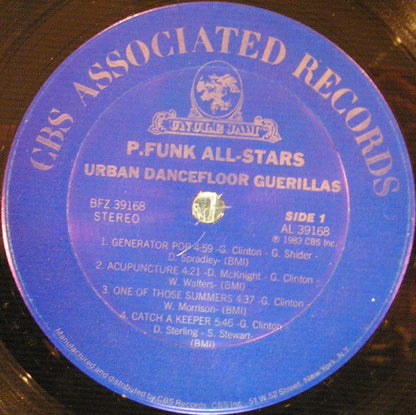 CBS ASSOCIATED RECORDS
UNCLE JAM
P.FUNK ALL-STARS
URBAN DANCEFLOOR GUERILLAS
BFZ 39168
STEREO
SIDE 1
AL 39168
℗ 1983 CBS Inc.
1. GENERATOR POP 4:59 -G. Clinton - G. Shider -
D. Spradley- (BMI)
2. ACUPUNCTURE 4:21 -D. McKnight - G. Clinton -
W. Walters- (BMI)
3. ONE OF THOSE SUMMERS 4:37 -G. Clinton -
W. Morrison- (BMI)
4. CATCH A KEEPER 5:46 -G. Clinton -
D. Sterling - S. Stewart -
(BMI)
Manufactured and distributed by CBS Records, CBS Inc., 51 W. 52 Street, New York, N.Y.